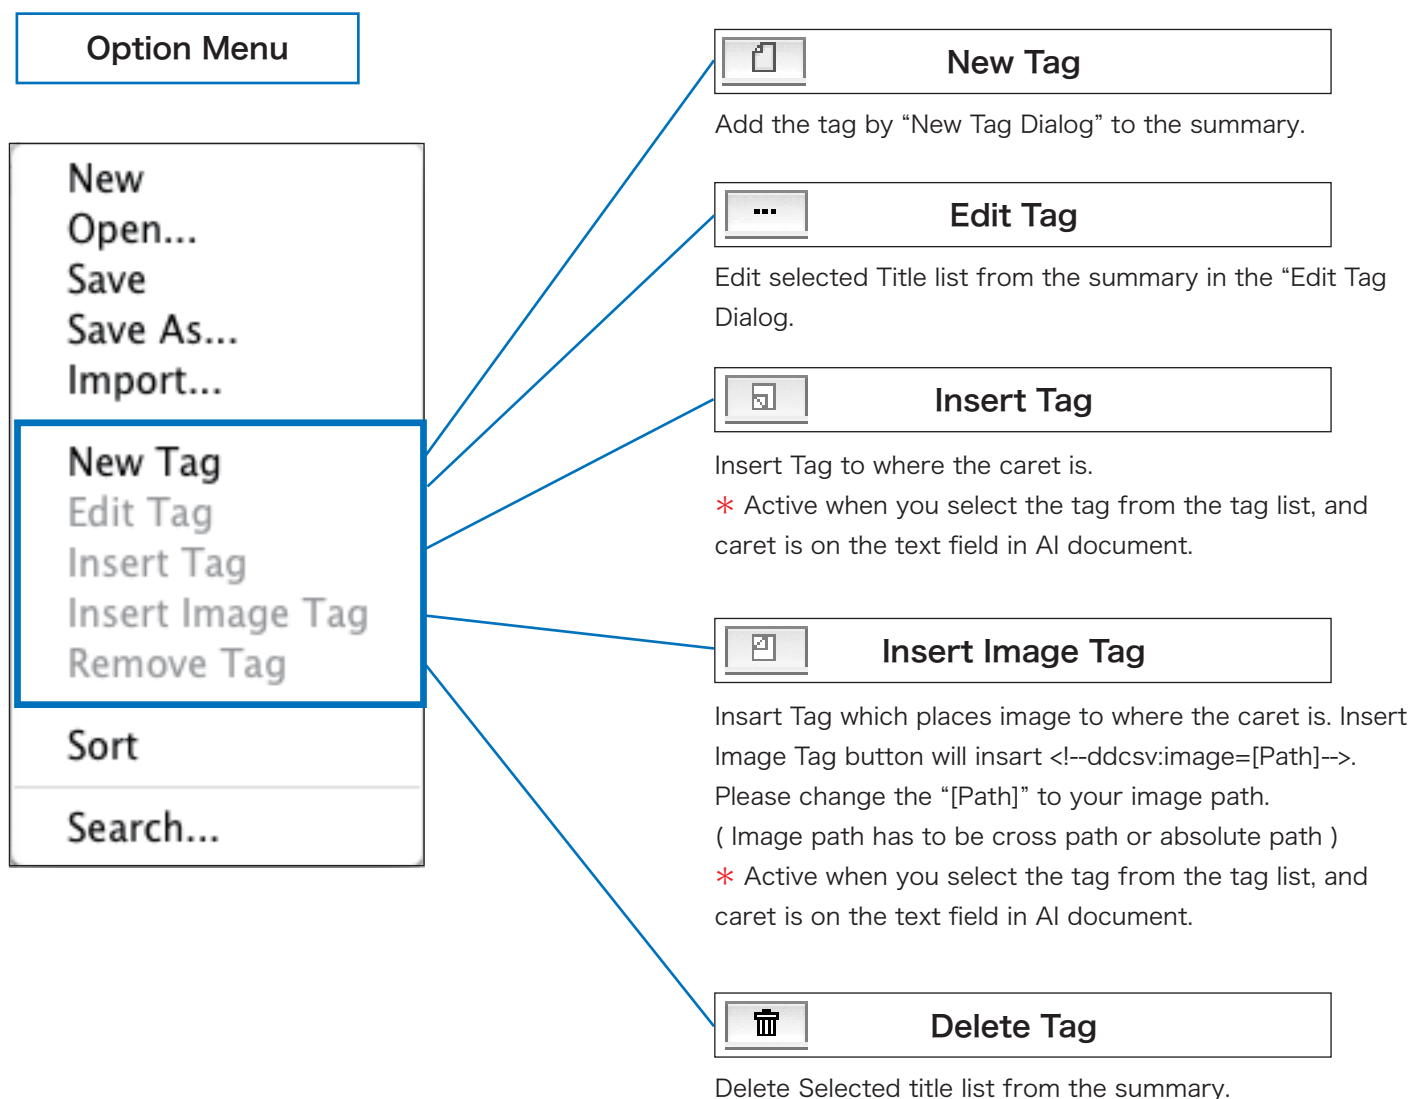 Option Menu
New
Open...
Save
Save As...
Import...
New Tag
Edit Tag
Insert Tag
Insert Image Tag
Remove Tag
Sort
Search...
New Tag
Add the tag by “New Tag Dialog” to the summary.
Edit Tag
Edit selected Title list from the summary in the “Edit Tag
Dialog.
Insert Tag
Insert Tag to where the caret is.
＊ Active when you select the tag from the tag list, and
caret is on the text field in AI document.
Insert Image Tag
Insart Tag which places image to where the caret is. Insert
Image Tag button will insart <!--ddcsv:image=[Path]-->.
Please change the “[Path]” to your image path.
( Image path has to be cross path or absolute path )
＊ Active when you select the tag from the tag list, and
caret is on the text field in AI document.
Delete Tag
Delete Selected title list from the summary.